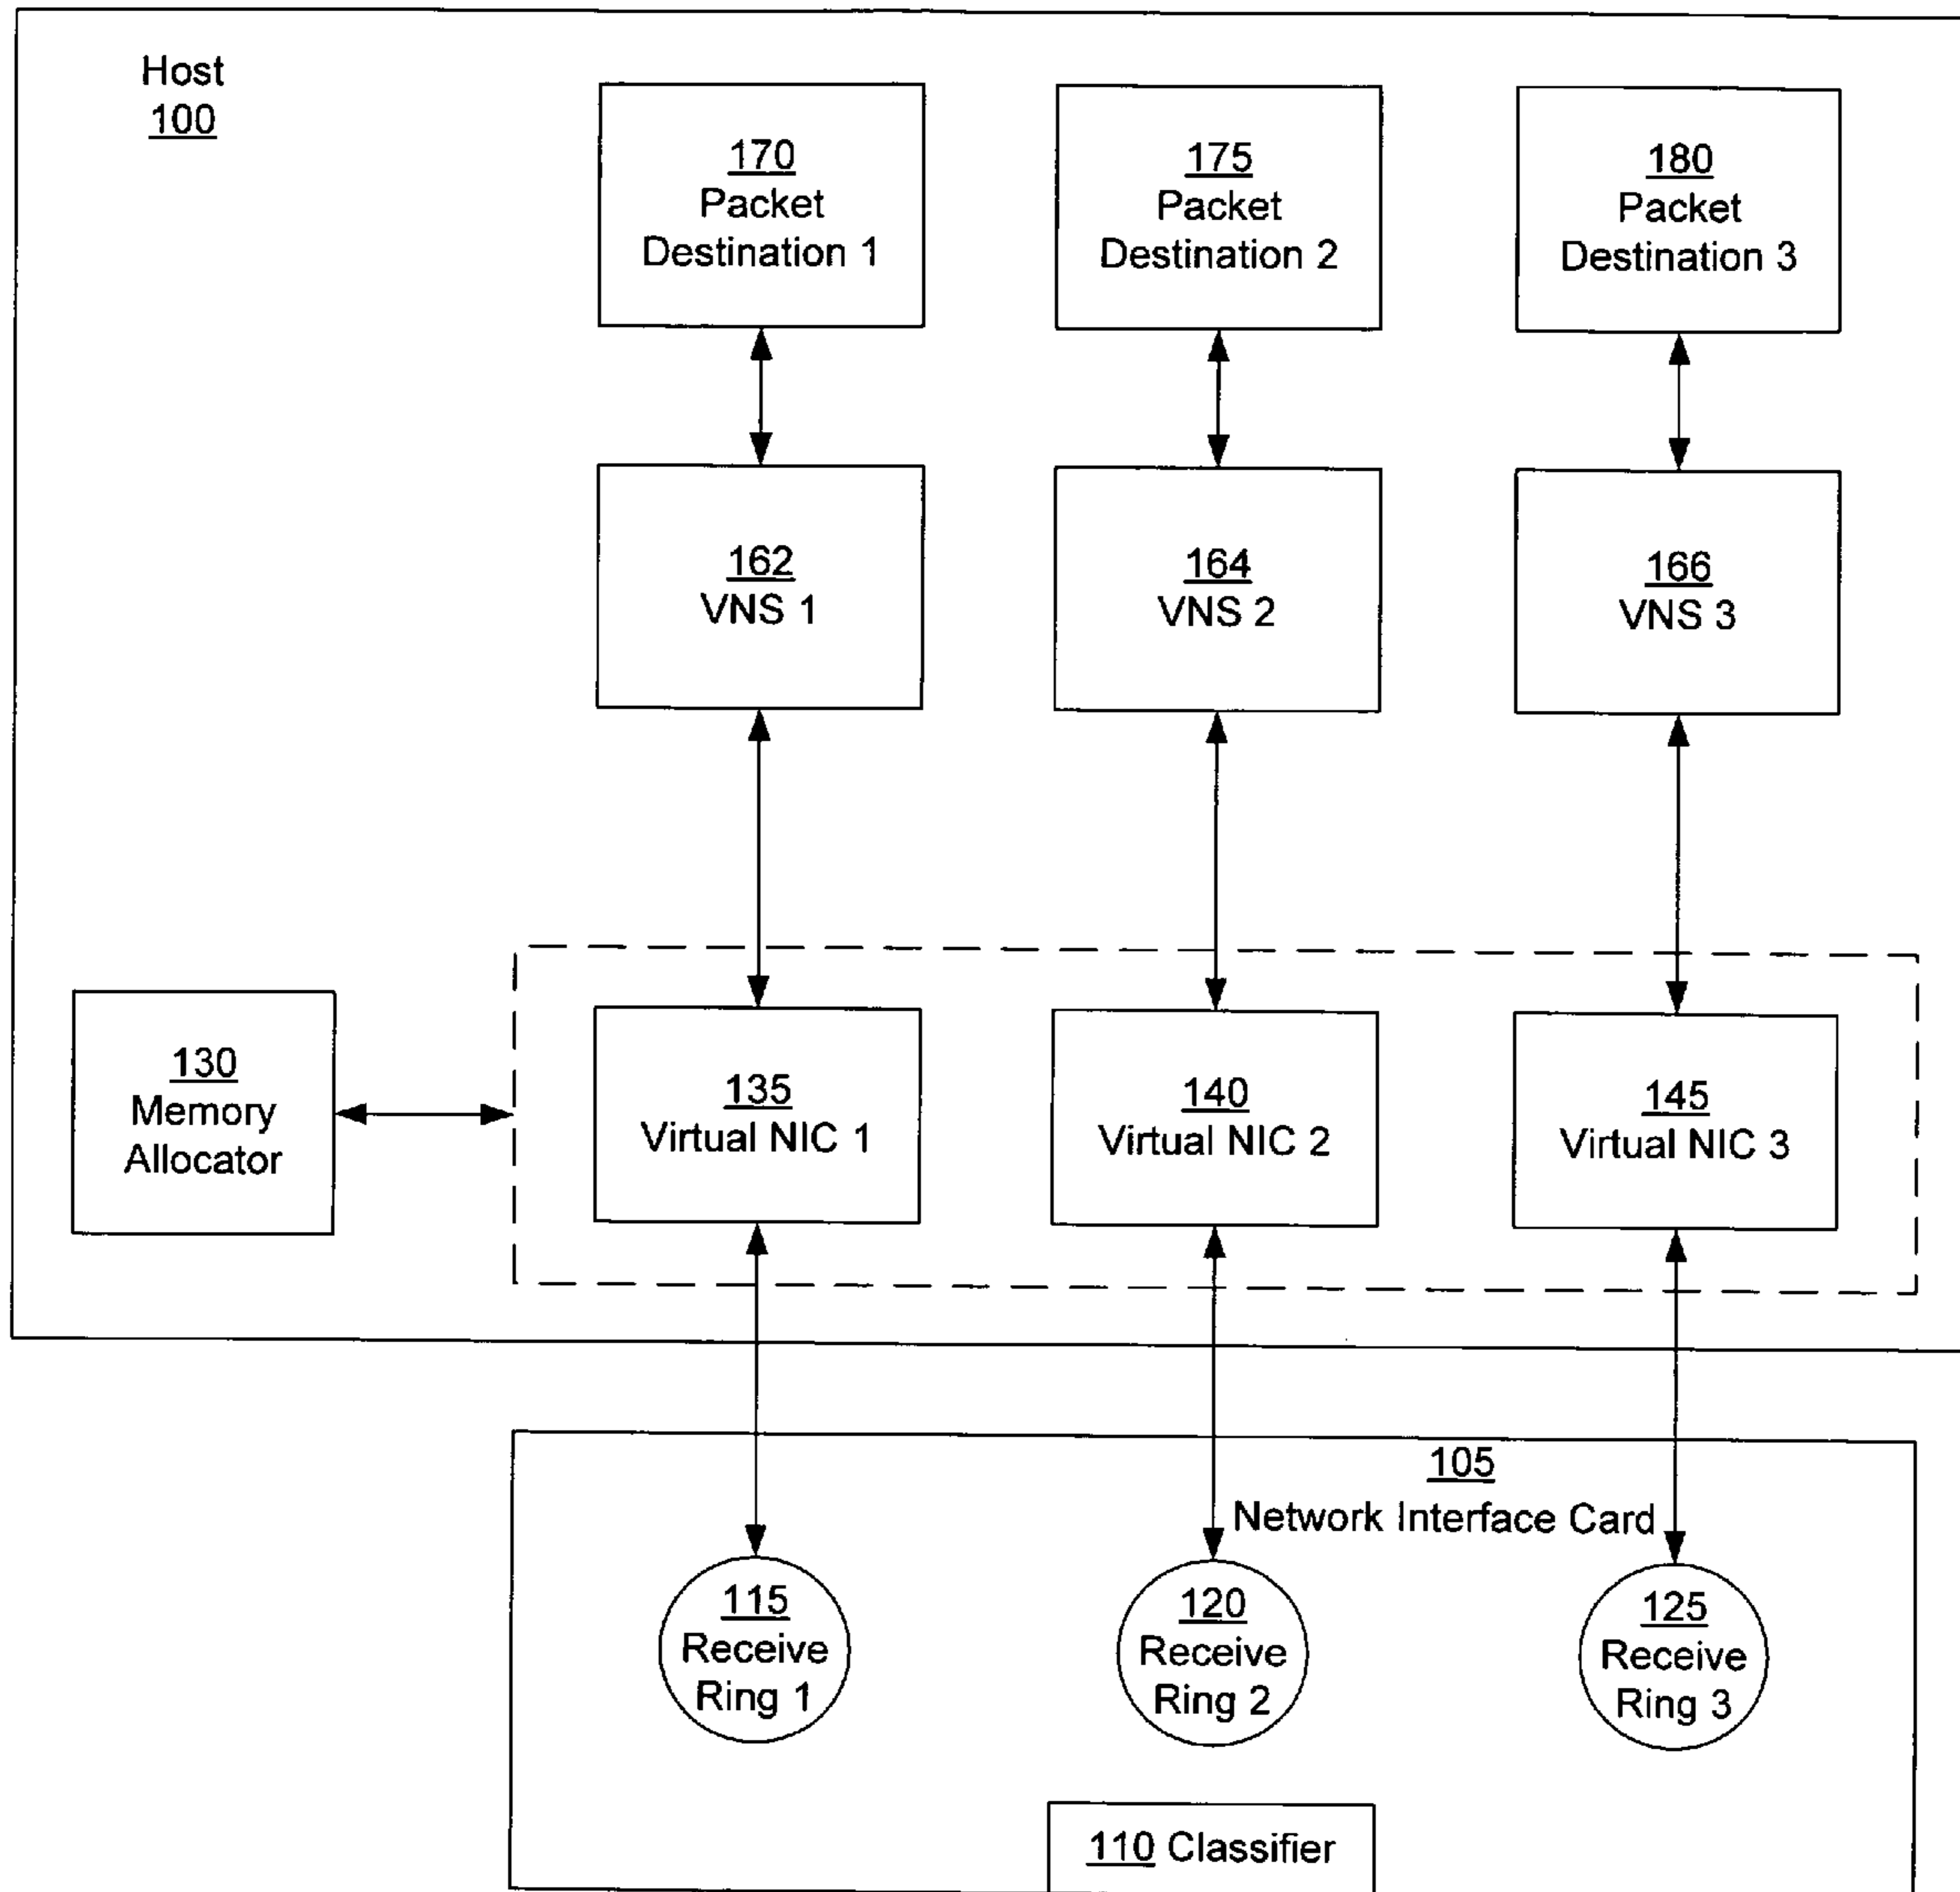 Host
100
170
Packet
Destination 1
175
Packet
Destination 2
180
Packet
Destination 3
162
VNS 1
164
VNS 2
166
VNS 3
130
Memory
Allocator
135
Virtual NIC 1
140
Virtual NIC 2
145
Virtual NIC 3
105
Network Interface Card
115
Receive
Ring 1
120
Receive
Ring 2
125
Receive
Ring 3
110 Classifier